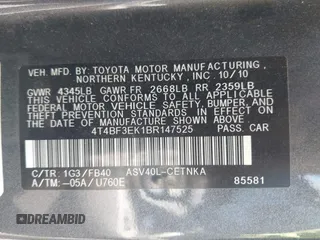 VEH. MFD. BY: TOYOTA MOTOR MANUFACTURING,
NORTHERN KENTUCKY, INC. 10/10
GVWR 4345LB GAWR FR 2668LB RR 2359LB
THIS VEHICLE CONFORMS TO ALL APPLICABLE
FEDERAL MOTOR VEHICLE SAFETY, BUMPER,
AND THEFT PREVENTION STANDARDS IN EFFECT
ON THE DATE OF MANUFACTURE SHOWN ABOVE.
4T4BF3EK1BR147525
PASSENGER CAR
C/TR: 1G3/FB40 ASV40L-CETNKA
A/TM: -05A/U760E 85581
DREAMBID